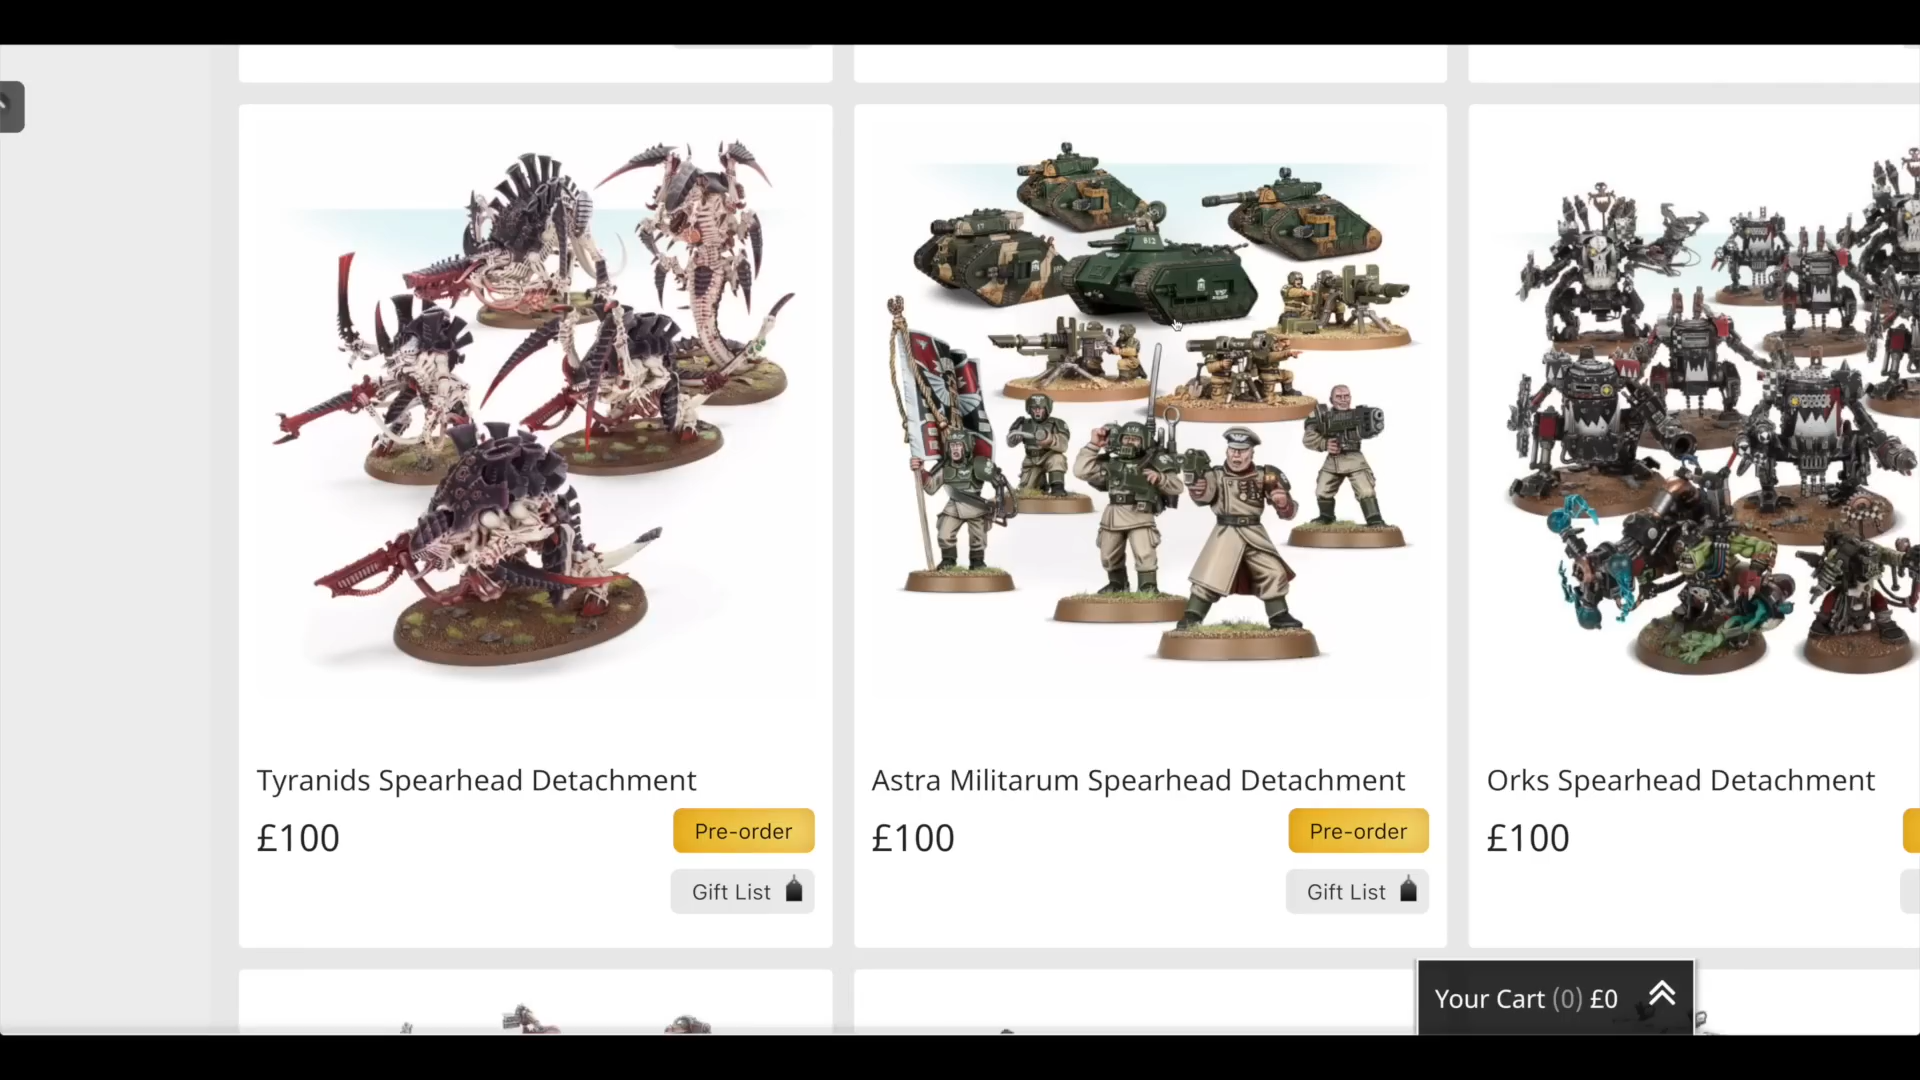 Tyranids Spearhead Detachment
£100
Pre-order
Gift List
Astra Militarum Spearhead Detachment
£100
Pre-order
Gift List
Orks Spearhead Detachment
£100
Your Cart (0) £0